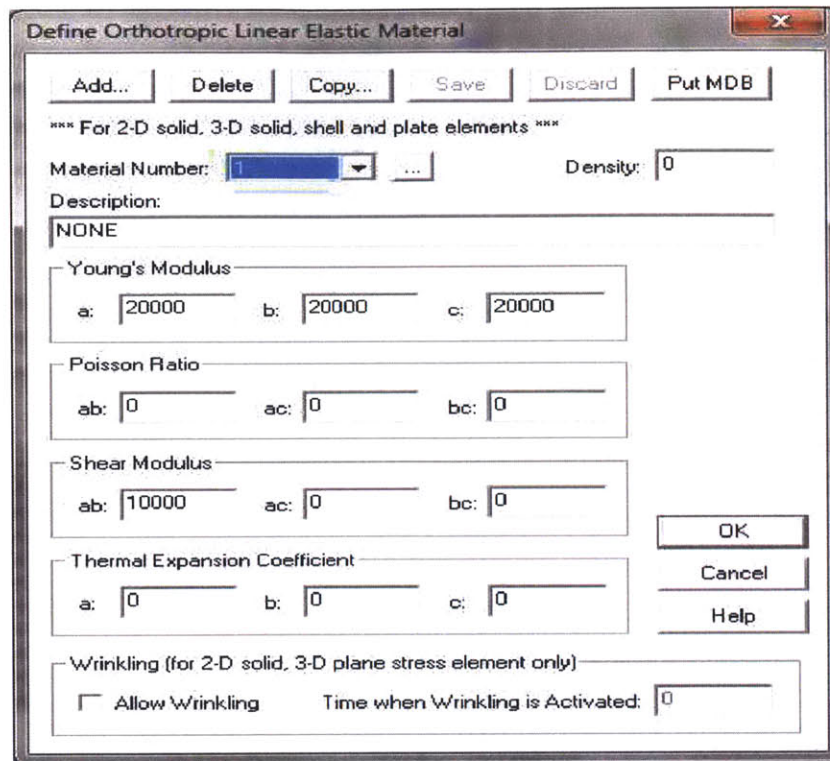 Define Orthotropic Linear Elastic Material
Add... Delete Copy... Save Discard Put MDB
*** For 2-D solid, 3-D solid, shell and plate elements ***
Material Number: 1 ... Density: 0
Description:
NONE
Young's Modulus
a: 20000 b: 20000 c: 20000
Poisson Ratio
ab: 0 ac: 0 bc: 0
Shear Modulus
ab: 10000 ac: 0 bc: 0
OK
Thermal Expansion Coefficient
Cancel
a: 0 b: 0 c: 0
Help
Wrinkling (for 2-D solid, 3-D plane stress element only)
Allow Wrinkling Time when Wrinkling is Activated: 0